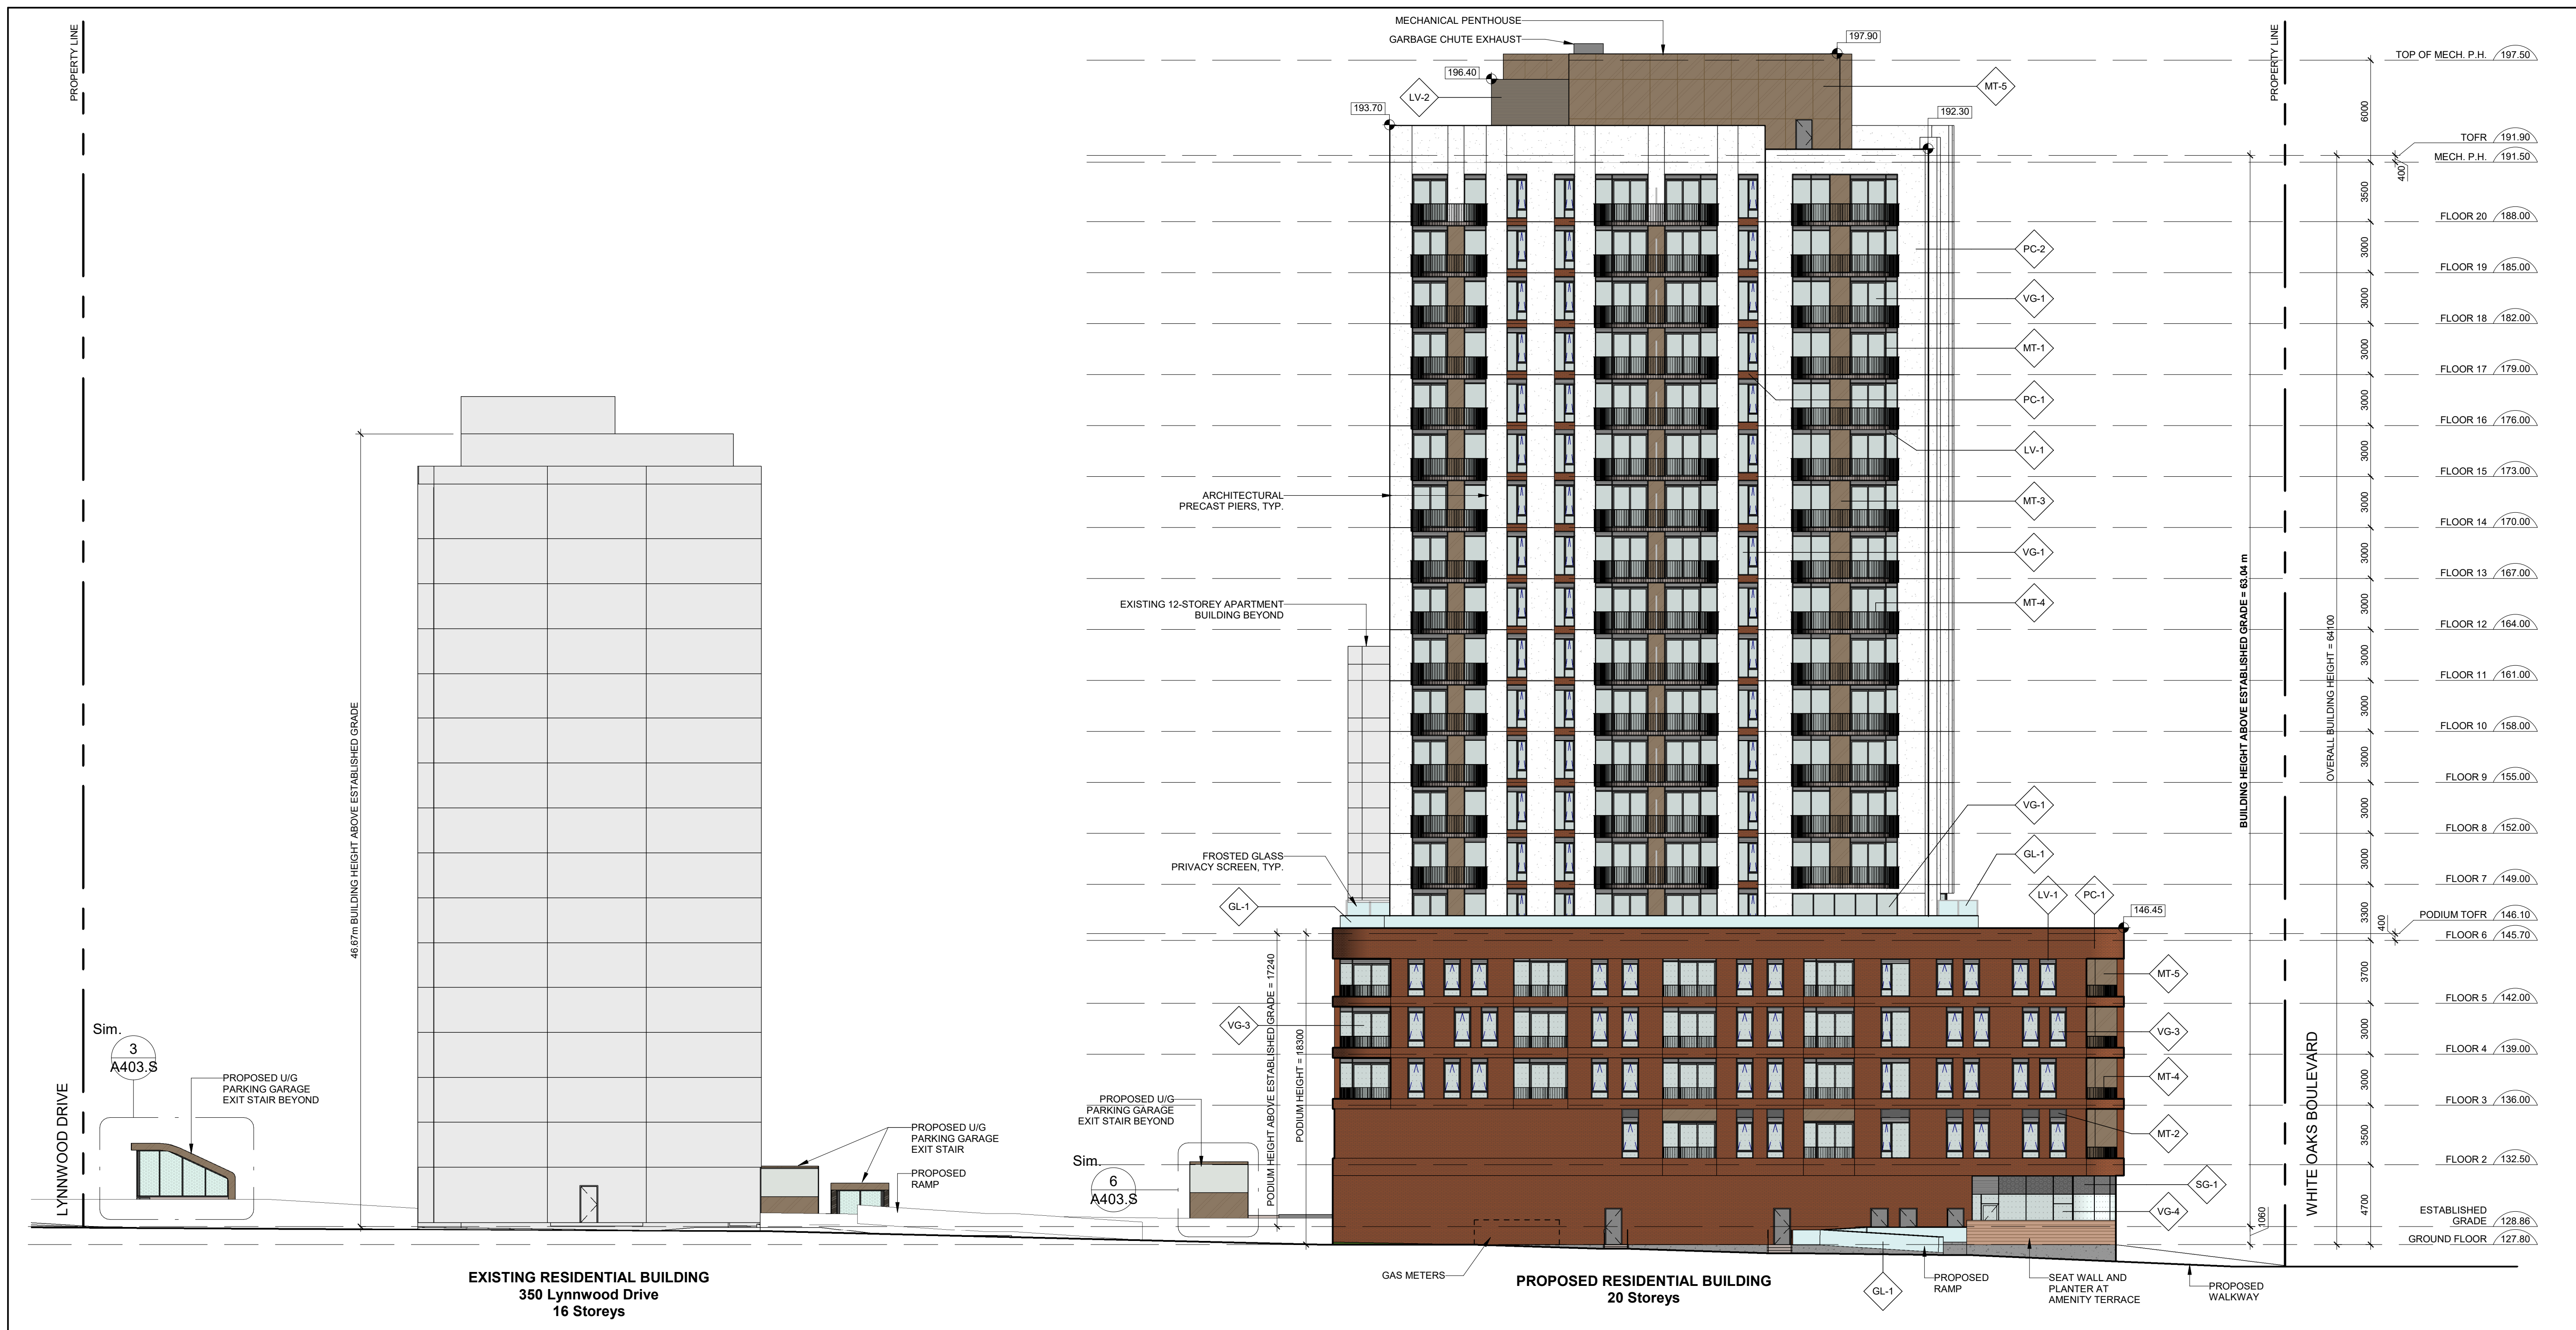 PROPERTY LINE
LYNNWOOD DRIVE
Sim.
3
A403.S
PROPOSED U/G
PARKING GARAGE
EXIT STAIR BEYOND
46.67m BUILDING HEIGHT ABOVE ESTABLISHED GRADE
PROPOSED U/G
PARKING GARAGE
EXIT STAIR
PROPOSED
RAMP
EXISTING RESIDENTIAL BUILDING
350 Lynnwood Drive
16 Storeys
MECHANICAL PENTHOUSE
GARBAGE CHUTE EXHAUST
197.90
196.40
193.70
192.30
LV-2
MT-5
PC-2
VG-1
MT-1
PC-1
LV-1
MT-3
VG-1
MT-4
VG-1
GL-1
LV-1
PC-1
146.45
MT-5
VG-3
MT-4
MT-2
SG-1
VG-4
ARCHITECTURAL
PRECAST PIERS, TYP.
EXISTING 12-STOREY APARTMENT
BUILDING BEYOND
FROSTED GLASS
PRIVACY SCREEN, TYP.
GL-1
VG-3
PODIUM HEIGHT ABOVE ESTABLISHED GRADE = 17240
PODIUM HEIGHT = 18300
PROPOSED U/G
PARKING GARAGE
EXIT STAIR BEYOND
Sim.
6
A403.S
GAS METERS
PROPOSED RESIDENTIAL BUILDING
20 Storeys
GL-1
PROPOSED
RAMP
SEAT WALL AND
PLANTER AT
AMENITY TERRACE
PROPOSED
WALKWAY
PROPERTY LINE
WHITE OAKS BOULEVARD
BUILDING HEIGHT ABOVE ESTABLISHED GRADE = 63.04 m
OVERALL BUILDING HEIGHT = 64100
1060
TOP OF MECH. P.H. 197.50
6000
TOFR 191.90
400
MECH. P.H. 191.50
3500
FLOOR 20 188.00
3000
FLOOR 19 185.00
3000
FLOOR 18 182.00
3000
FLOOR 17 179.00
3000
FLOOR 16 176.00
3000
FLOOR 15 173.00
3000
FLOOR 14 170.00
3000
FLOOR 13 167.00
3000
FLOOR 12 164.00
3000
FLOOR 11 161.00
3000
FLOOR 10 158.00
3000
FLOOR 9 155.00
3000
FLOOR 8 152.00
3000
FLOOR 7 149.00
3300
PODIUM TOFR 146.10
400
FLOOR 6 145.70
3700
FLOOR 5 142.00
3000
FLOOR 4 139.00
3000
FLOOR 3 136.00
3500
FLOOR 2 132.50
4700
ESTABLISHED
GRADE 128.86
GROUND FLOOR 127.80